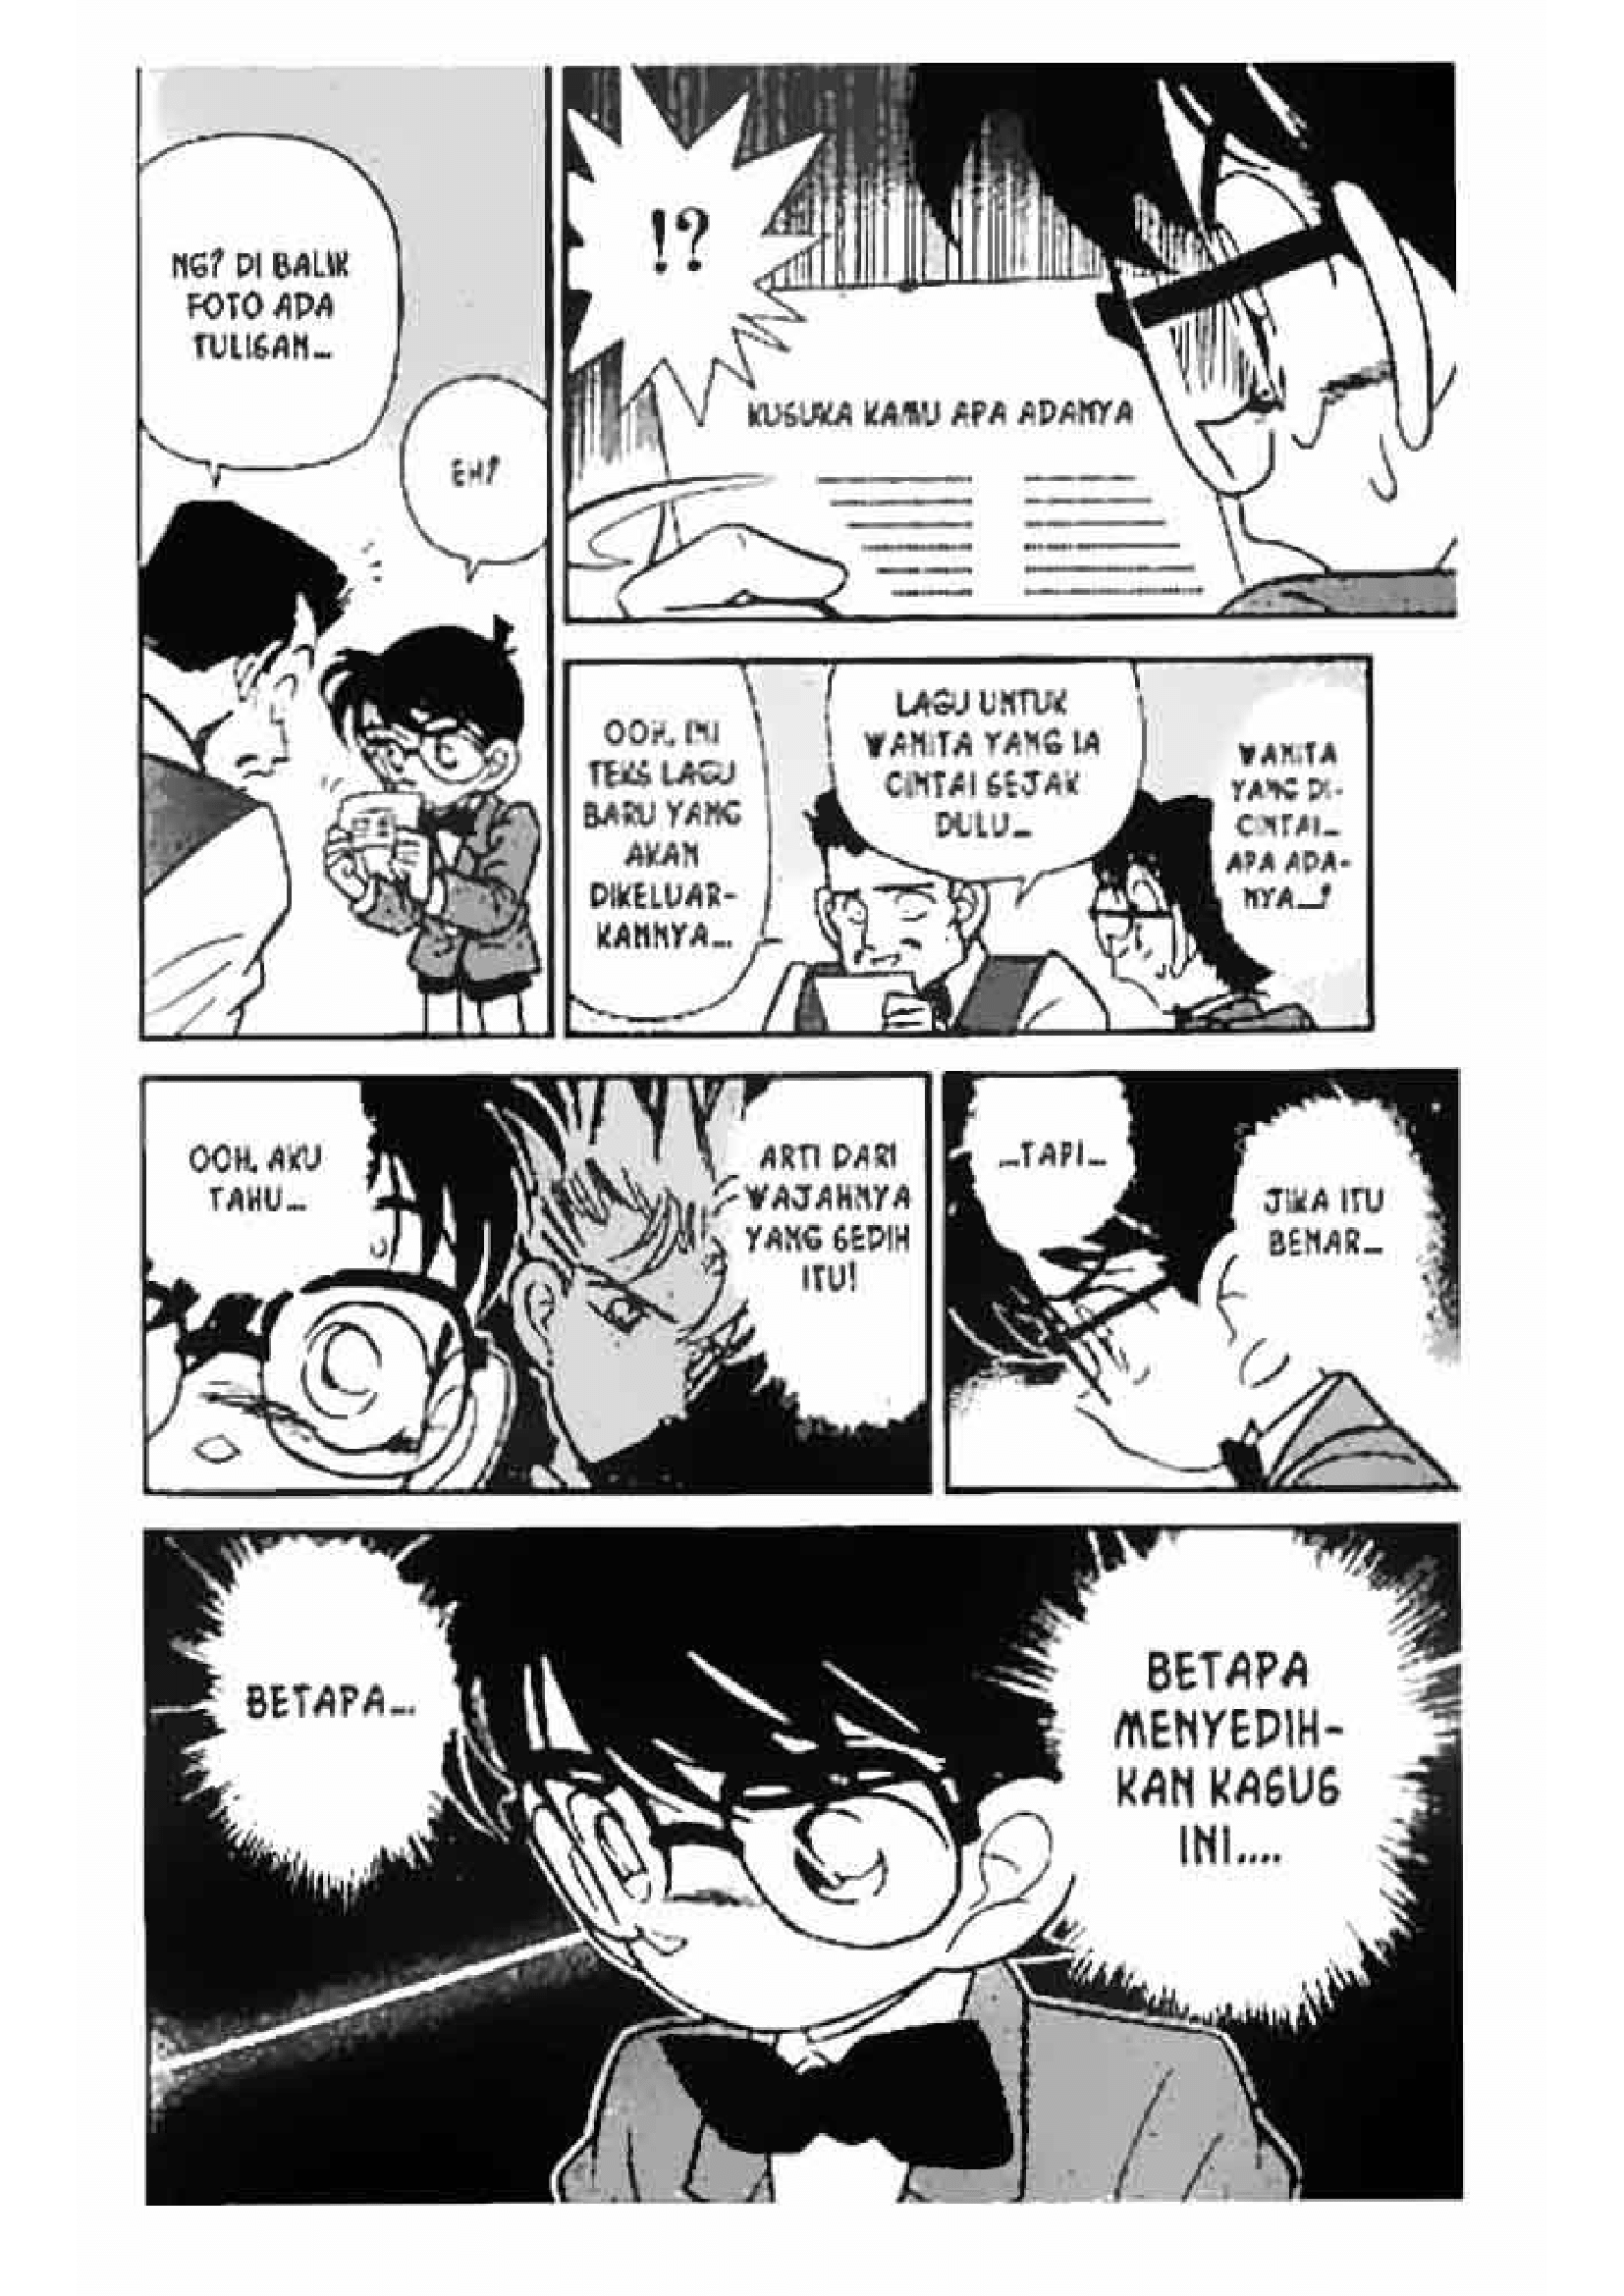 NG? DI BALIK
FOTO ADA
TULISAN...
EH?
!?
KUSUKA KAMU APA ADANYA
OOH, INI
TEKS LAGU
BARU YANG
AKAN
DIKELUAR-
KANNYA...
LAGU UNTUK
WANITA YANG IA
CINTAI SEJAK
DULU...
WANITA
YANG DI-
CINTAI...
APA ADA-
NYA...?
OOH, AKU
TAHU...
ARTI DARI
WAJAHNYA
YANG SEDIH
ITU!
...TAPI...
JIKA ITU
BENAR...
BETAPA...
BETAPA
MENYEDIH-
KAN KASUS
INI....